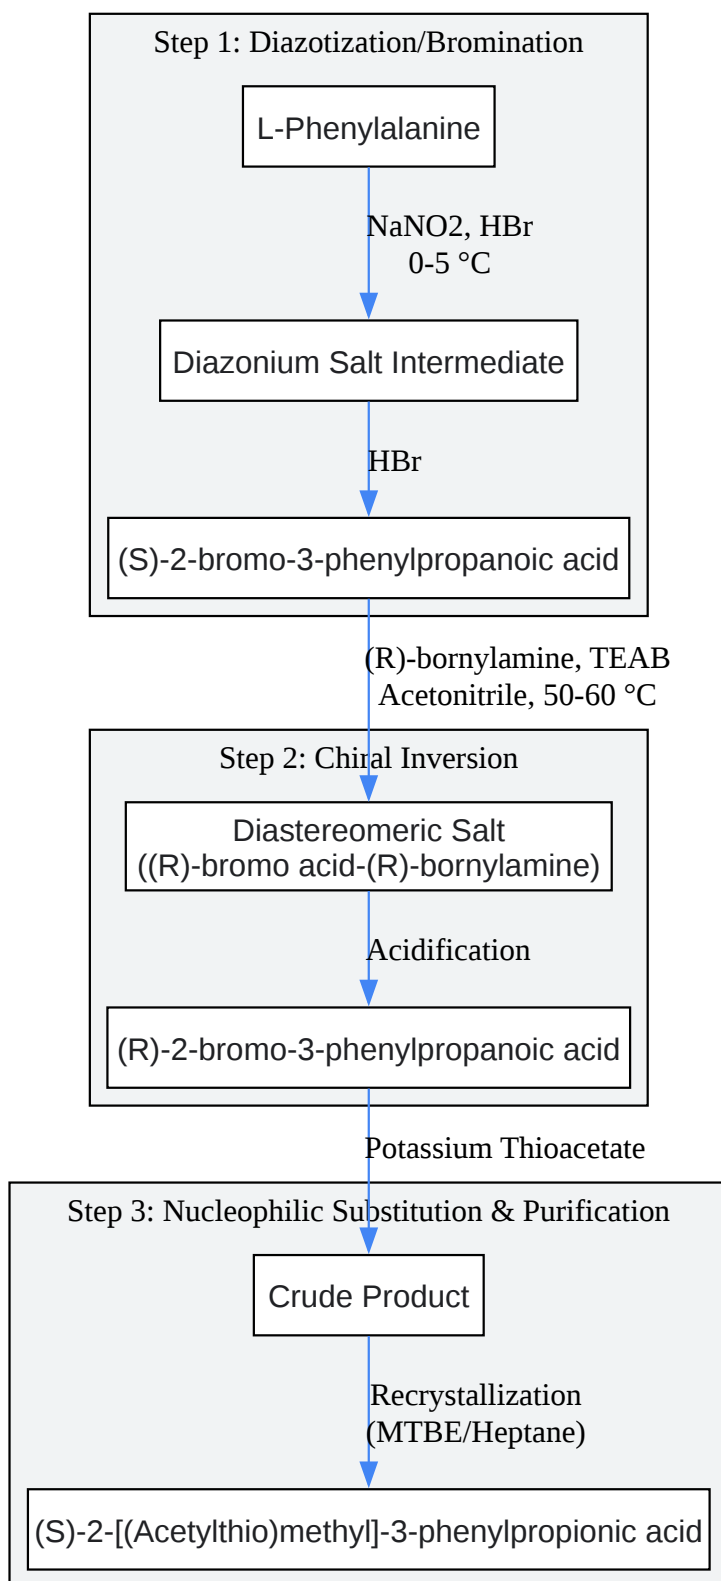 Step 1: Diazotization/Bromination
L-Phenylalanine
NaNO2, HBr
0-5 °C
Diazonium Salt Intermediate
HBr
(S)-2-bromo-3-phenylpropanoic acid
(R)-bornylamine, TEAB
Acetonitrile, 50-60 °C
Step 2: Chiral Inversion
Diastereomeric Salt
((R)-bromo acid-(R)-bornylamine)
Acidification
(R)-2-bromo-3-phenylpropanoic acid
Potassium Thioacetate
Step 3: Nucleophilic Substitution & Purification
Crude Product
Recrystallization
(MTBE/Heptane)
(S)-2-[(Acetylthio)methyl]-3-phenylpropionic acid